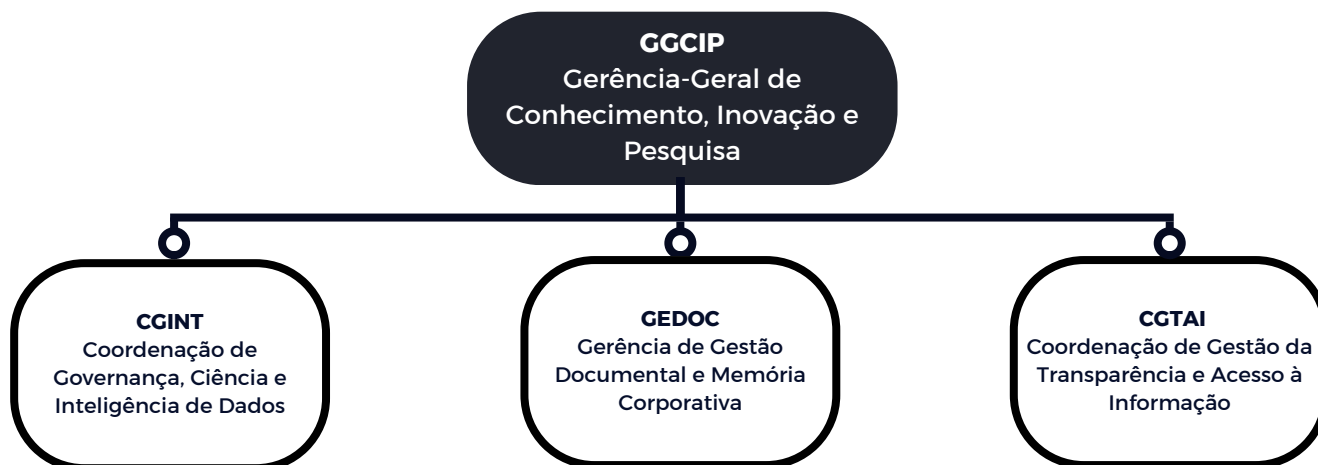 GGCIP
Gerência-Geral de
Conhecimento, Inovação e
Pesquisa
CGINT
Coordenação de
Governança, Ciência e
Inteligência de Dados
GEDOC
Gerência de Gestão
Documental e Memória
Corporativa
CGTAI
Coordenação de Gestão da
Transparência e Acesso à
Informação